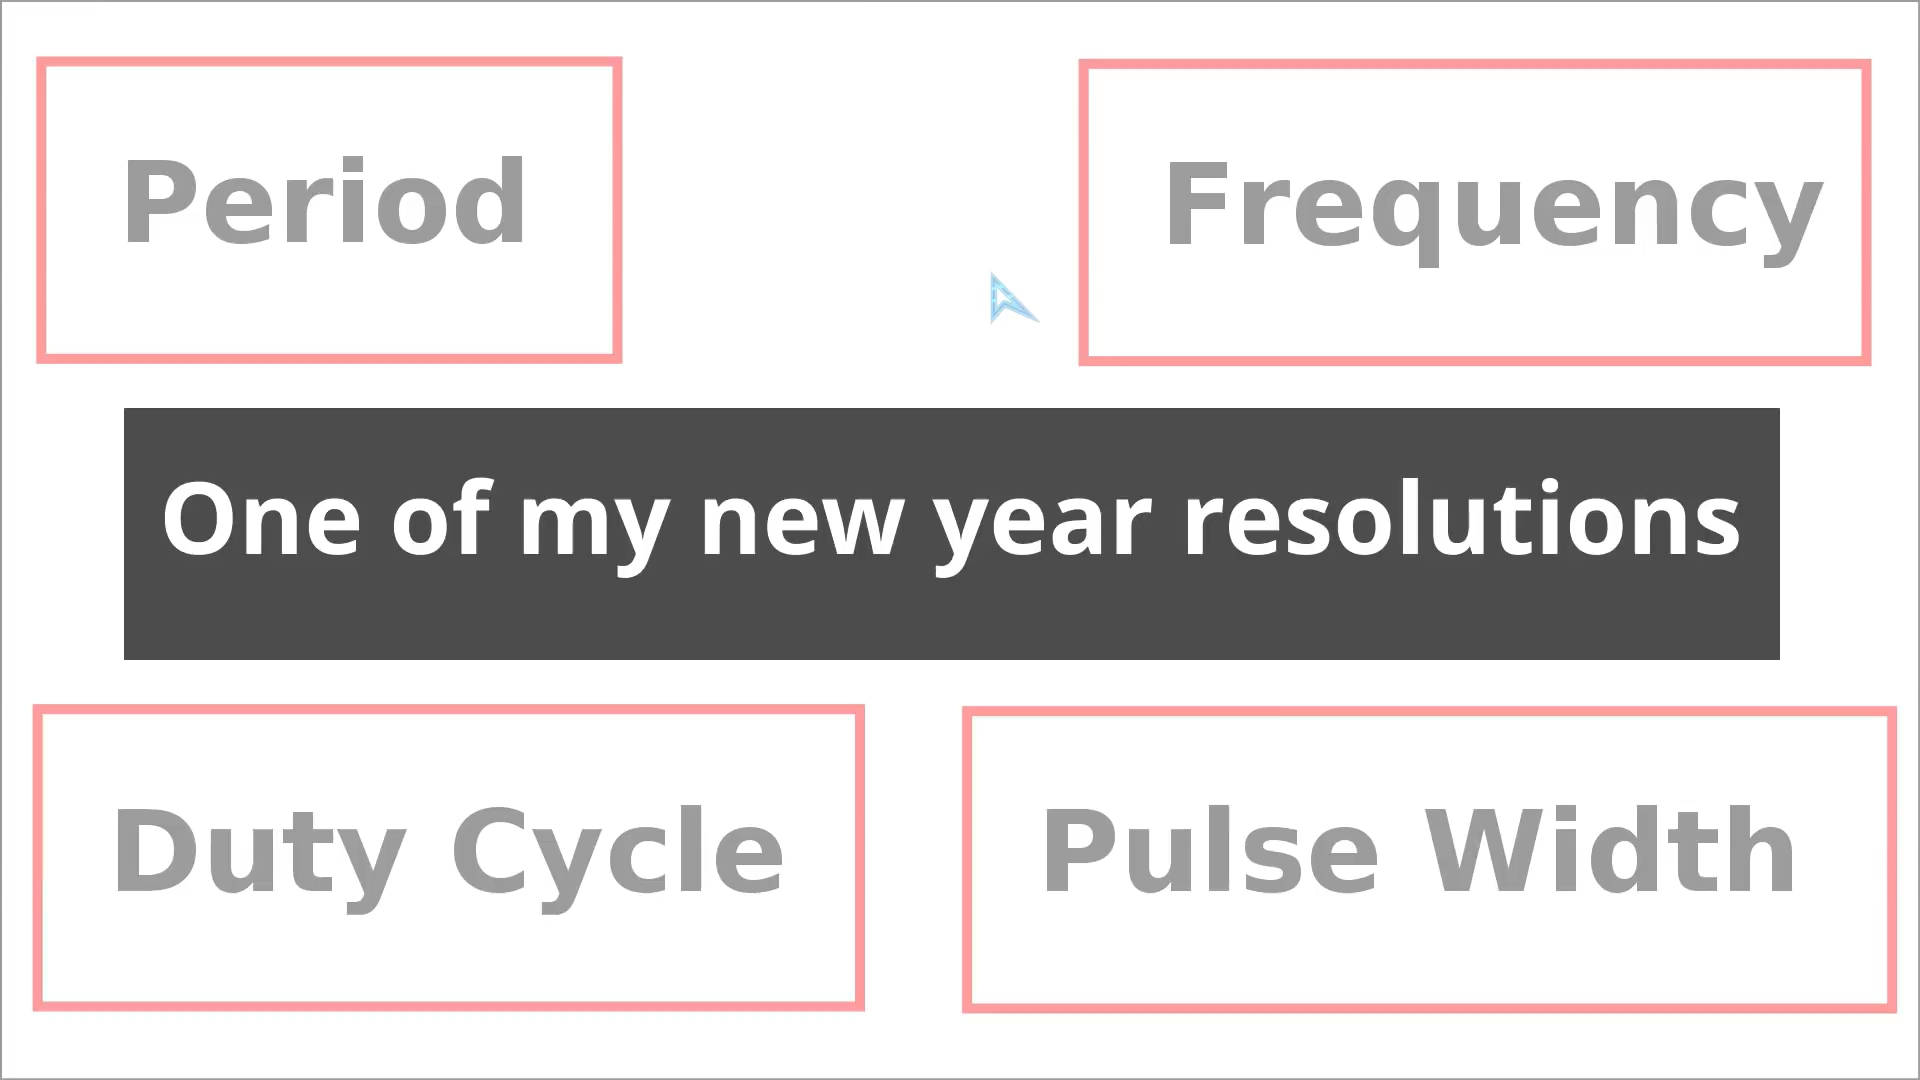 Period
Frequency
One of my new year resolutions
Duty Cycle
Pulse Width